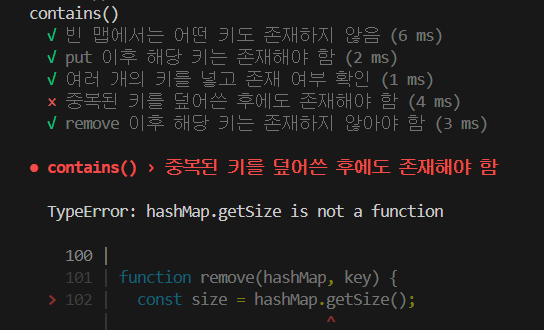 contains()
√ 빈 맵에서는 어떤 키도 존재하지 않음 (6 ms)
√ put 이후 해당 키는 존재해야 함 (2 ms)
√ 여러 개의 키를 넣고 존재 여부 확인 (1 ms)
× 중복된 키를 덮어쓴 후에도 존재해야 함 (4 ms)
√ remove 이후 해당 키는 존재하지 않아야 함 (3 ms)
● contains() › 중복된 키를 덮어쓴 후에도 존재해야 함
TypeError: hashMap.getSize is not a function
100 |
101 | function remove(hashMap, key) {
> 102 | const size = hashMap.getSize();
| ^